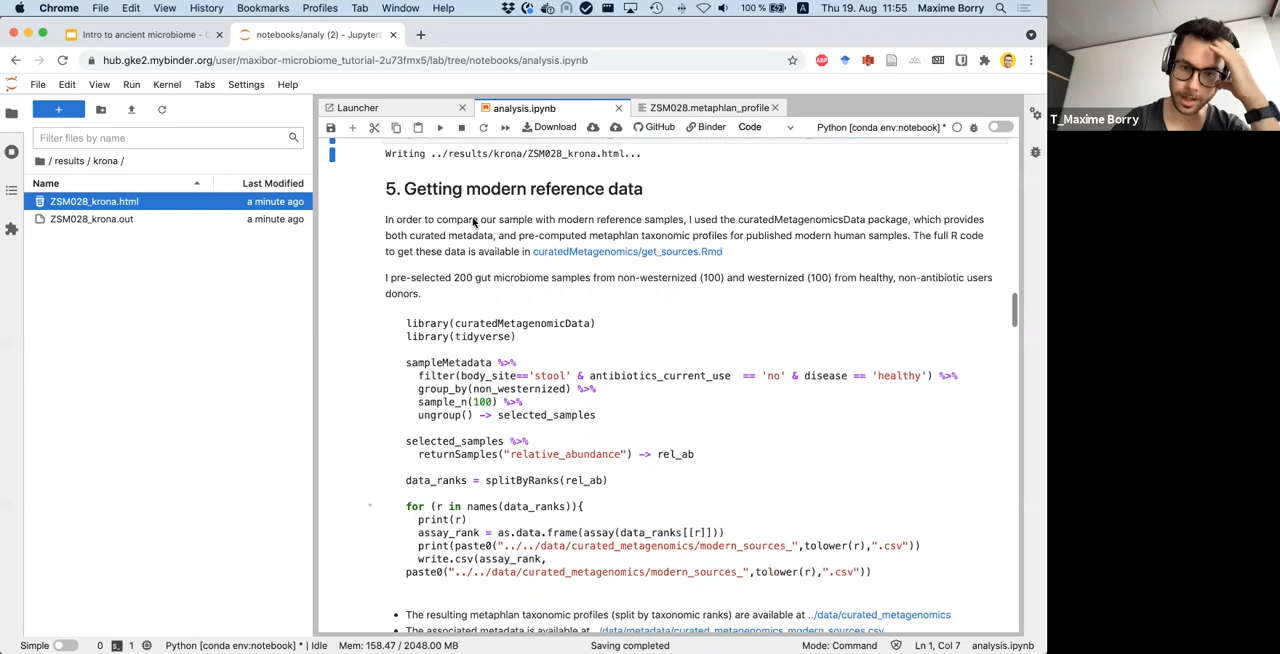 Chrome File Edit View History Bookmarks Profiles Tab Window Help 100 % Thu 19. Aug 11:55 Maxime Borry
Intro to ancient microbiome - notebooks/analy (2) - Jupyter
hub.gke2.mybinder.org/user/maxibor-microbiome_tutorial-2u73fmx5/lab/tree/notebooks/analysis.ipynb
File Edit View Run Kernel Tabs Settings Help
Launcher analysis.ipynb ZSM028.metaphlan_profile
Download GitHub Binder Code Python [conda env:notebook] *
Filter files by name
/ results / krona /
Name Last Modified
ZSM028_krona.html a minute ago
ZSM028_krona.out a minute ago
T_Maxime Borry
Writing ../results/krona/ZSM028_krona.html...
5. Getting modern reference data
In order to compare our sample with modern reference samples, I used the curatedMetagenomicsData package, which provides
both curated metadata, and pre-computed metaphlan taxonomic profiles for published modern human samples. The full R code
to get these data is available in curatedMetagenomics/get_sources.Rmd
I pre-selected 200 gut microbiome samples from non-westernized (100) and westernized (100) from healthy, non-antibiotic users
donors.
library(curatedMetagenomicData)
library(tidyverse)
sampleMetadata %>%
filter(body_site=='stool' & antibiotics_current_use == 'no' & disease == 'healthy') %>%
group_by(non_westernized) %>%
sample_n(100) %>%
ungroup() -> selected_samples
selected_samples %>%
returnSamples("relative_abundance") -> rel_ab
data_ranks = splitByRanks(rel_ab)
for (r in names(data_ranks)){
print(r)
assay_rank = as.data.frame(assay(data_ranks[[r]]))
print(paste0("../../data/curated_metagenomics/modern_sources_",tolower(r),".csv"))
write.csv(assay_rank,
paste0("../../data/curated_metagenomics/modern_sources_",tolower(r),".csv"))
• The resulting metaphlan taxonomic profiles (split by taxonomic ranks) are available at ../data/curated_metagenomics
• The associated metadata is available at ../data/metadata/curated_metagenomics_modern_sources.csv
Simple 0 1 Python [conda env:notebook] * | Idle Mem: 158.47 / 2048.00 MB Saving completed Mode: Command Ln 1, Col 7 analysis.ipynb